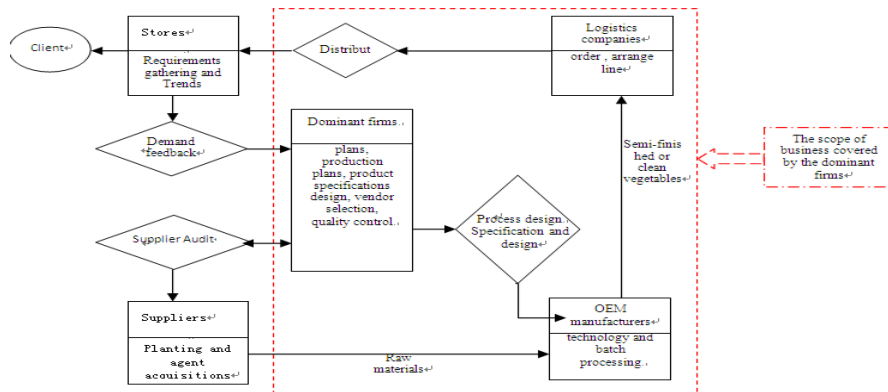 Client
Stores
Requirements
gathering and
Trends
Distribut
Logistics
companies
order , arrange
line
Demand
feedback
Dominant firms.
plans,
production
plans, product
specifications
design, vendor
selection,
quality control.
Semi-finis
hed or
clean
vegetables
The scope of
business covered
by the dominant
firms
Process design.
Specification and
design
Supplier Audit
Suppliers
Planting and
agent
acquisitions
Raw
materials
OEM
manufacturers
technology and
batch
processing.